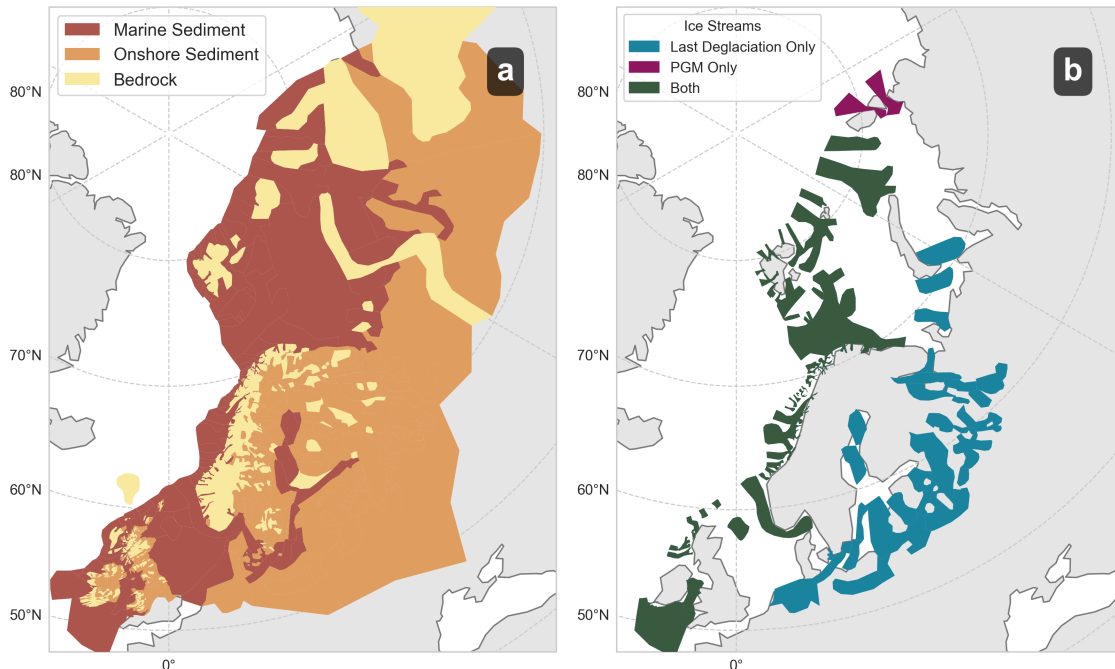 Marine Sediment
Onshore Sediment
Bedrock
a
80°N
80°N
70°N
60°N
50°N
0°
Ice Streams
Last Deglaciation Only
PGM Only
Both
b
80°N
80°N
70°N
60°N
50°N
0°